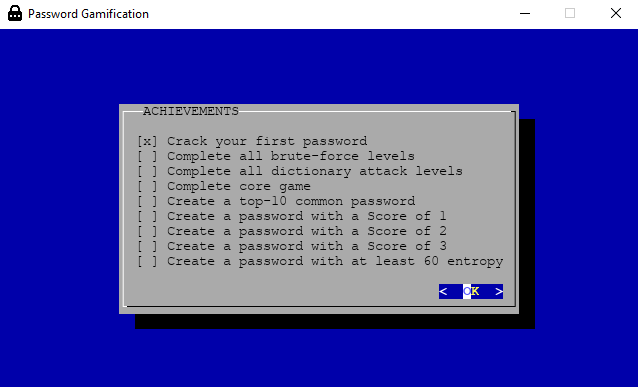 Password Gamification
ACHIEVEMENTS
[x] Crack your first password
[ ] Complete all brute-force levels
[ ] Complete all dictionary attack levels
[ ] Complete core game
[ ] Create a top-10 common password
[ ] Create a password with a Score of 1
[ ] Create a password with a Score of 2
[ ] Create a password with a Score of 3
[ ] Create a password with at least 60 entropy
< OK >